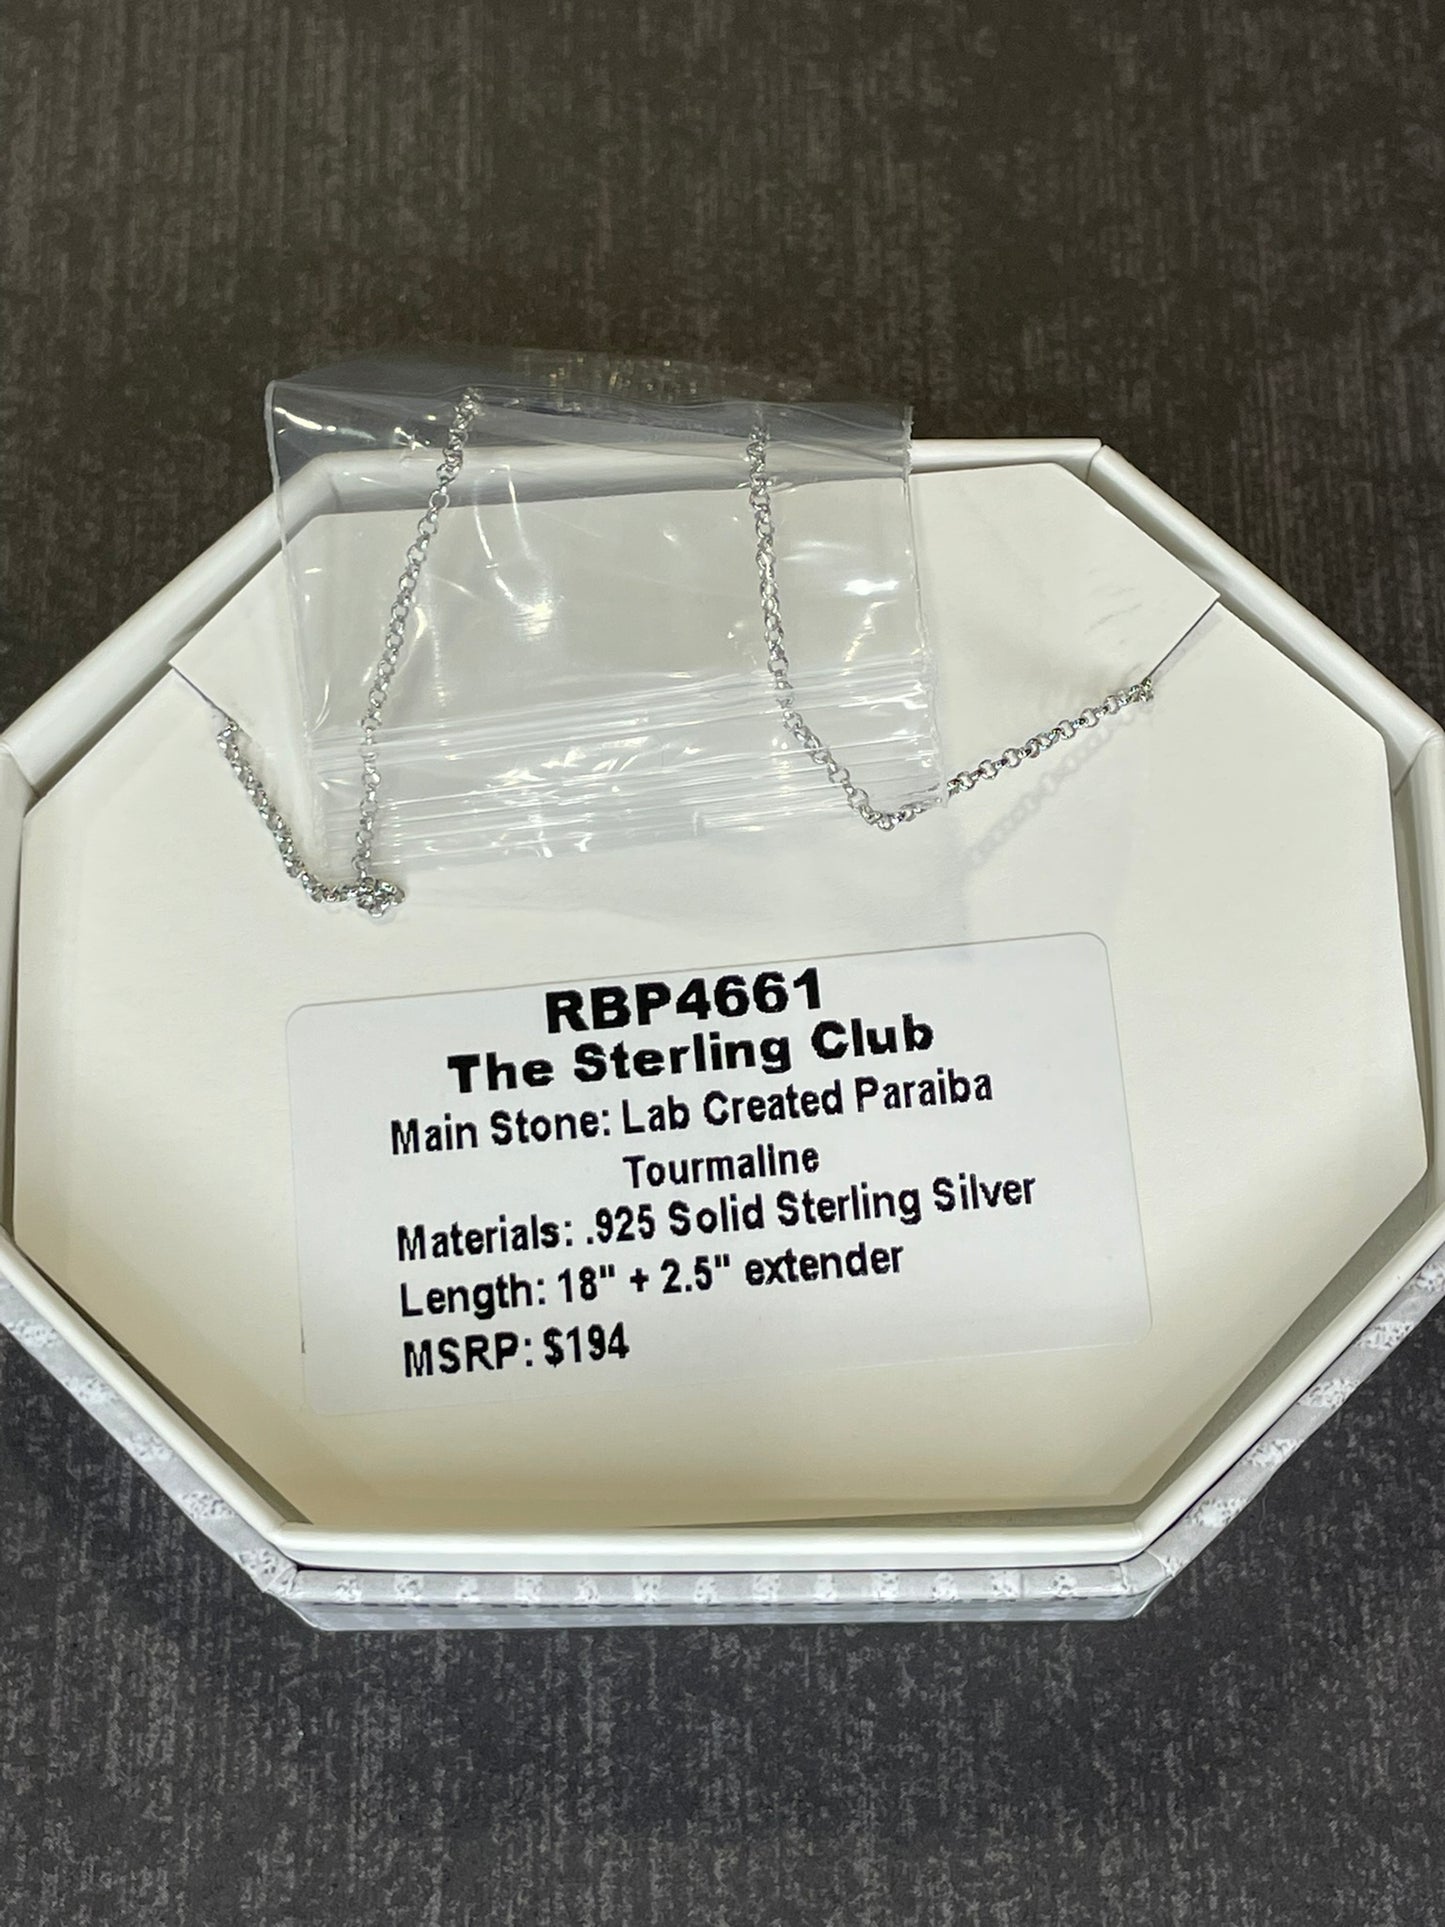 RBP4661
The Sterling Club
Main Stone: Lab Created Paraiba
Tourmaline
Materials: .925 Solid Sterling Silver
Length: 18" + 2.5" extender
MSRP: $194